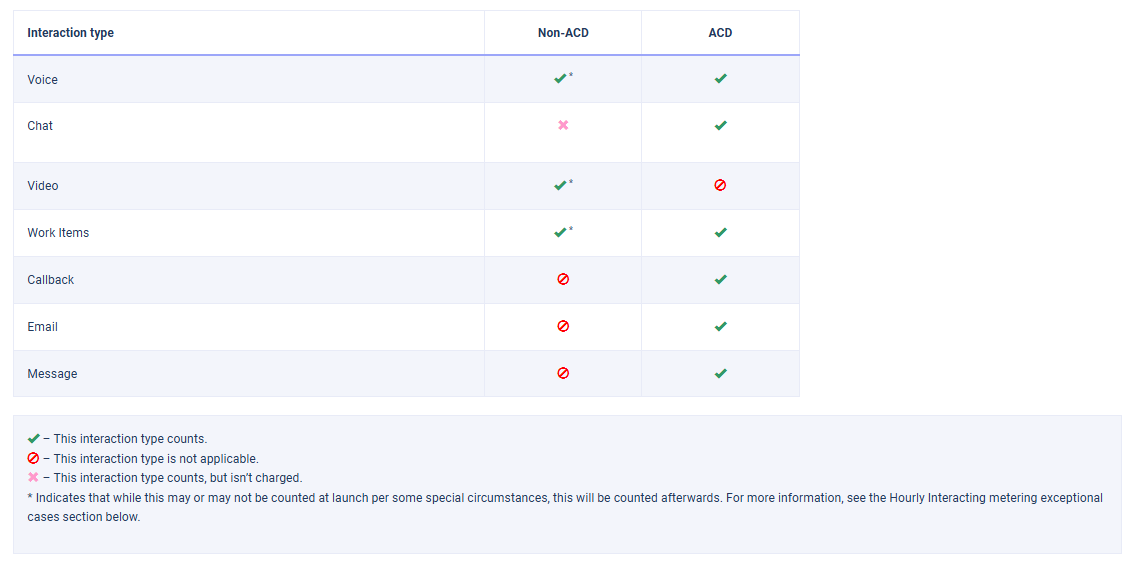 Interaction type Non-ACD ACD
Voice ✔* ✔
Chat ✖ ✔
Video ✔* 🚫
Work Items ✔* ✔
Callback 🚫 ✔
Email 🚫 ✔
Message 🚫 ✔
✔ – This interaction type counts.
🚫 – This interaction type is not applicable.
✖ – This interaction type counts, but isn't charged.
* Indicates that while this may or may not be counted at launch per some special circumstances, this will be counted afterwards. For more information, see the Hourly Interacting metering exceptional
cases section below.